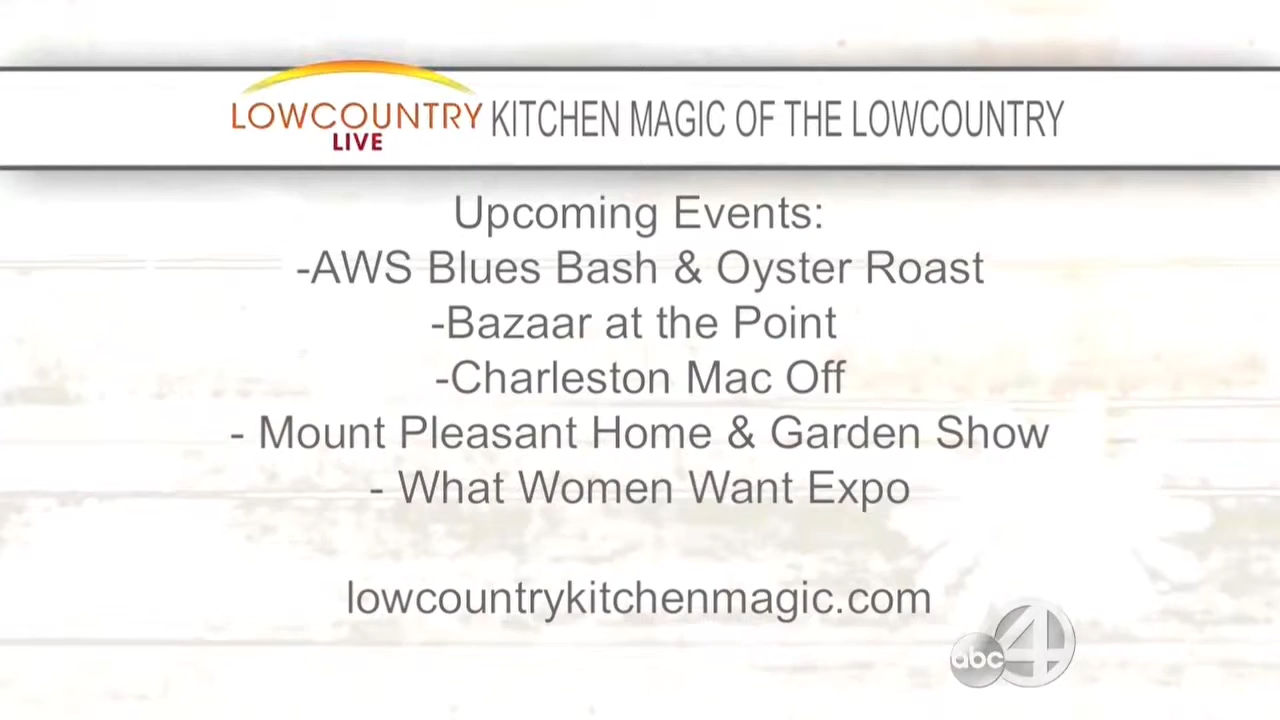 LOWCOUNTRY
LIVE
KITCHEN MAGIC OF THE LOWCOUNTRY
Upcoming Events:
-AWS Blues Bash & Oyster Roast
-Bazaar at the Point
-Charleston Mac Off
- Mount Pleasant Home & Garden Show
- What Women Want Expo
lowcountrykitchenmagic.com
abc 4